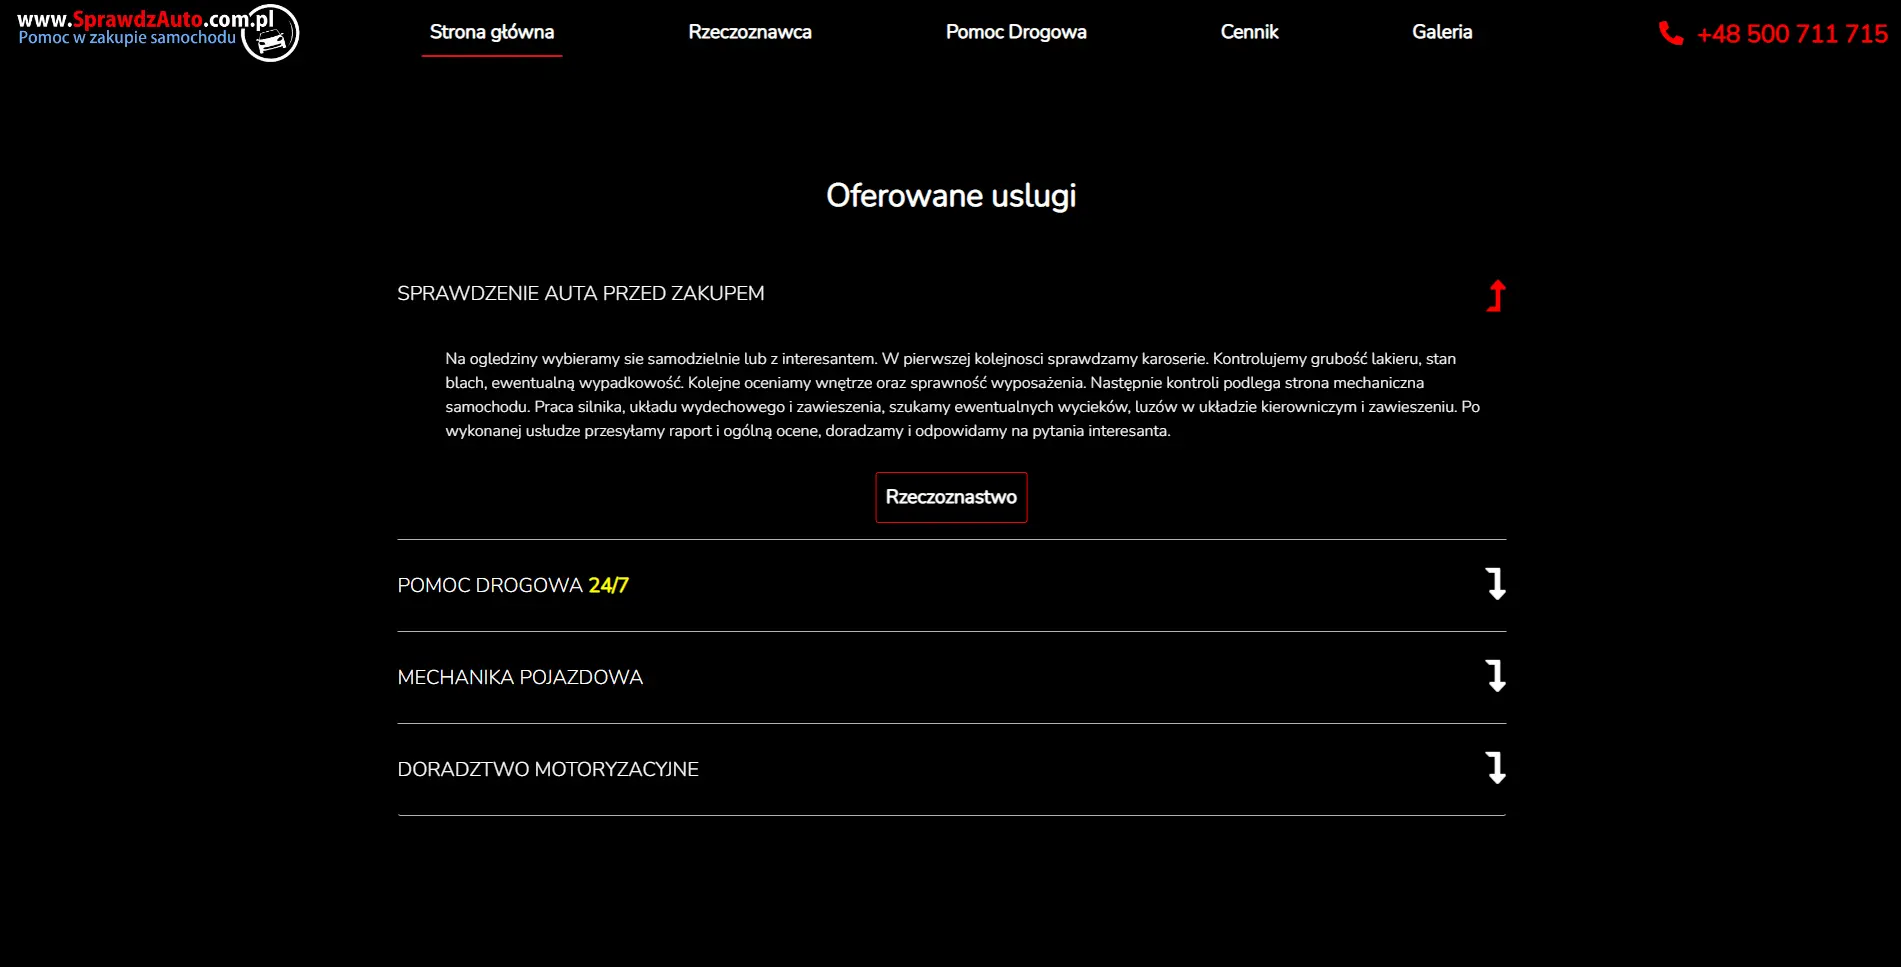 www.SprawdzAuto.com.pl
Pomoc w zakupie samochodu
Strona główna
Rzeczoznawca
Pomoc Drogowa
Cennik
Galeria
+48 500 711 715
Oferowane uslugi
SPRAWDZENIE AUTA PRZED ZAKUPEM
Na ogledziny wybieramy sie samodzielnie lub z interesantem. W pierwszej kolejnosci sprawdzamy karoserie. Kontrolujemy grubość lakieru, stan
blach, ewentualną wypadkowość. Kolejne oceniamy wnętrze oraz sprawność wyposażenia. Następnie kontroli podlega strona mechaniczna
samochodu. Praca silnika, układu wydechowego i zawieszenia, szukamy ewentualnych wycieków, luzów w układzie kierowniczym i zawieszeniu. Po
wykonanej usłudze przesyłamy raport i ogólną ocene, doradzamy i odpowidamy na pytania interesanta.
Rzeczoznastwo
POMOC DROGOWA 24/7
MECHANIKA POJAZDOWA
DORADZTWO MOTORYZACYJNE